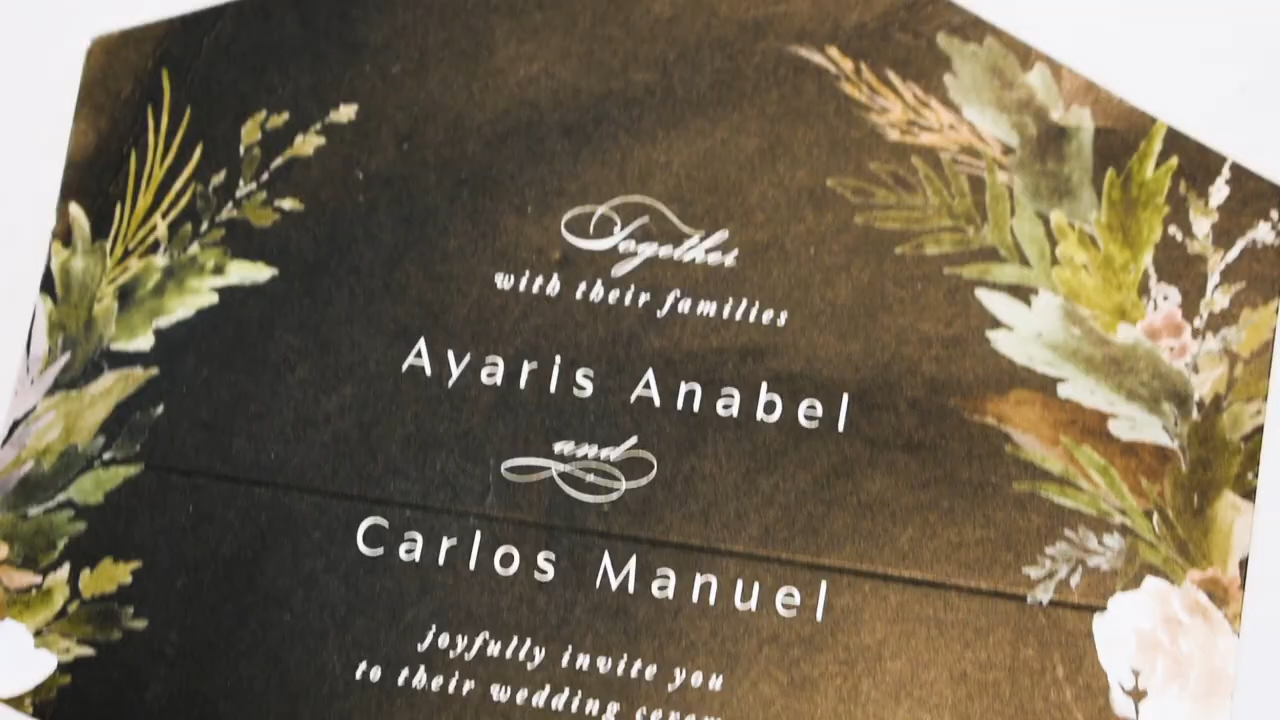 Together
with their families
Ayaris Anabel
and
Carlos Manuel
joyfully invite you
to their wedding